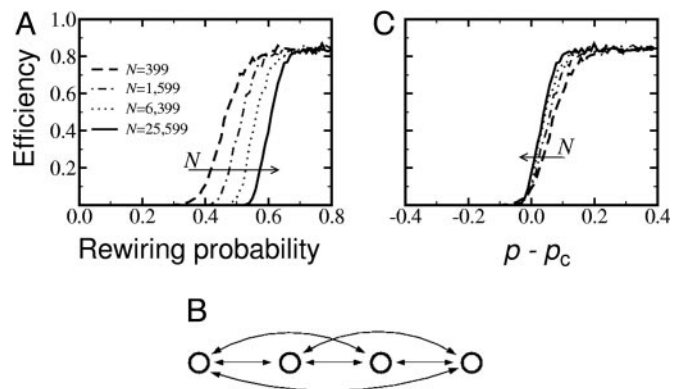 A
Efficiency
1.0
0.8
0.6
0.4
0.2
N=399
N=1,599
N=6,399
N=25,599
N
0.0 0.2 0.4 0.6 0.8
Rewiring probability
C
N
-0.4 -0.2 0.0 0.2 0.4
p - pc
B